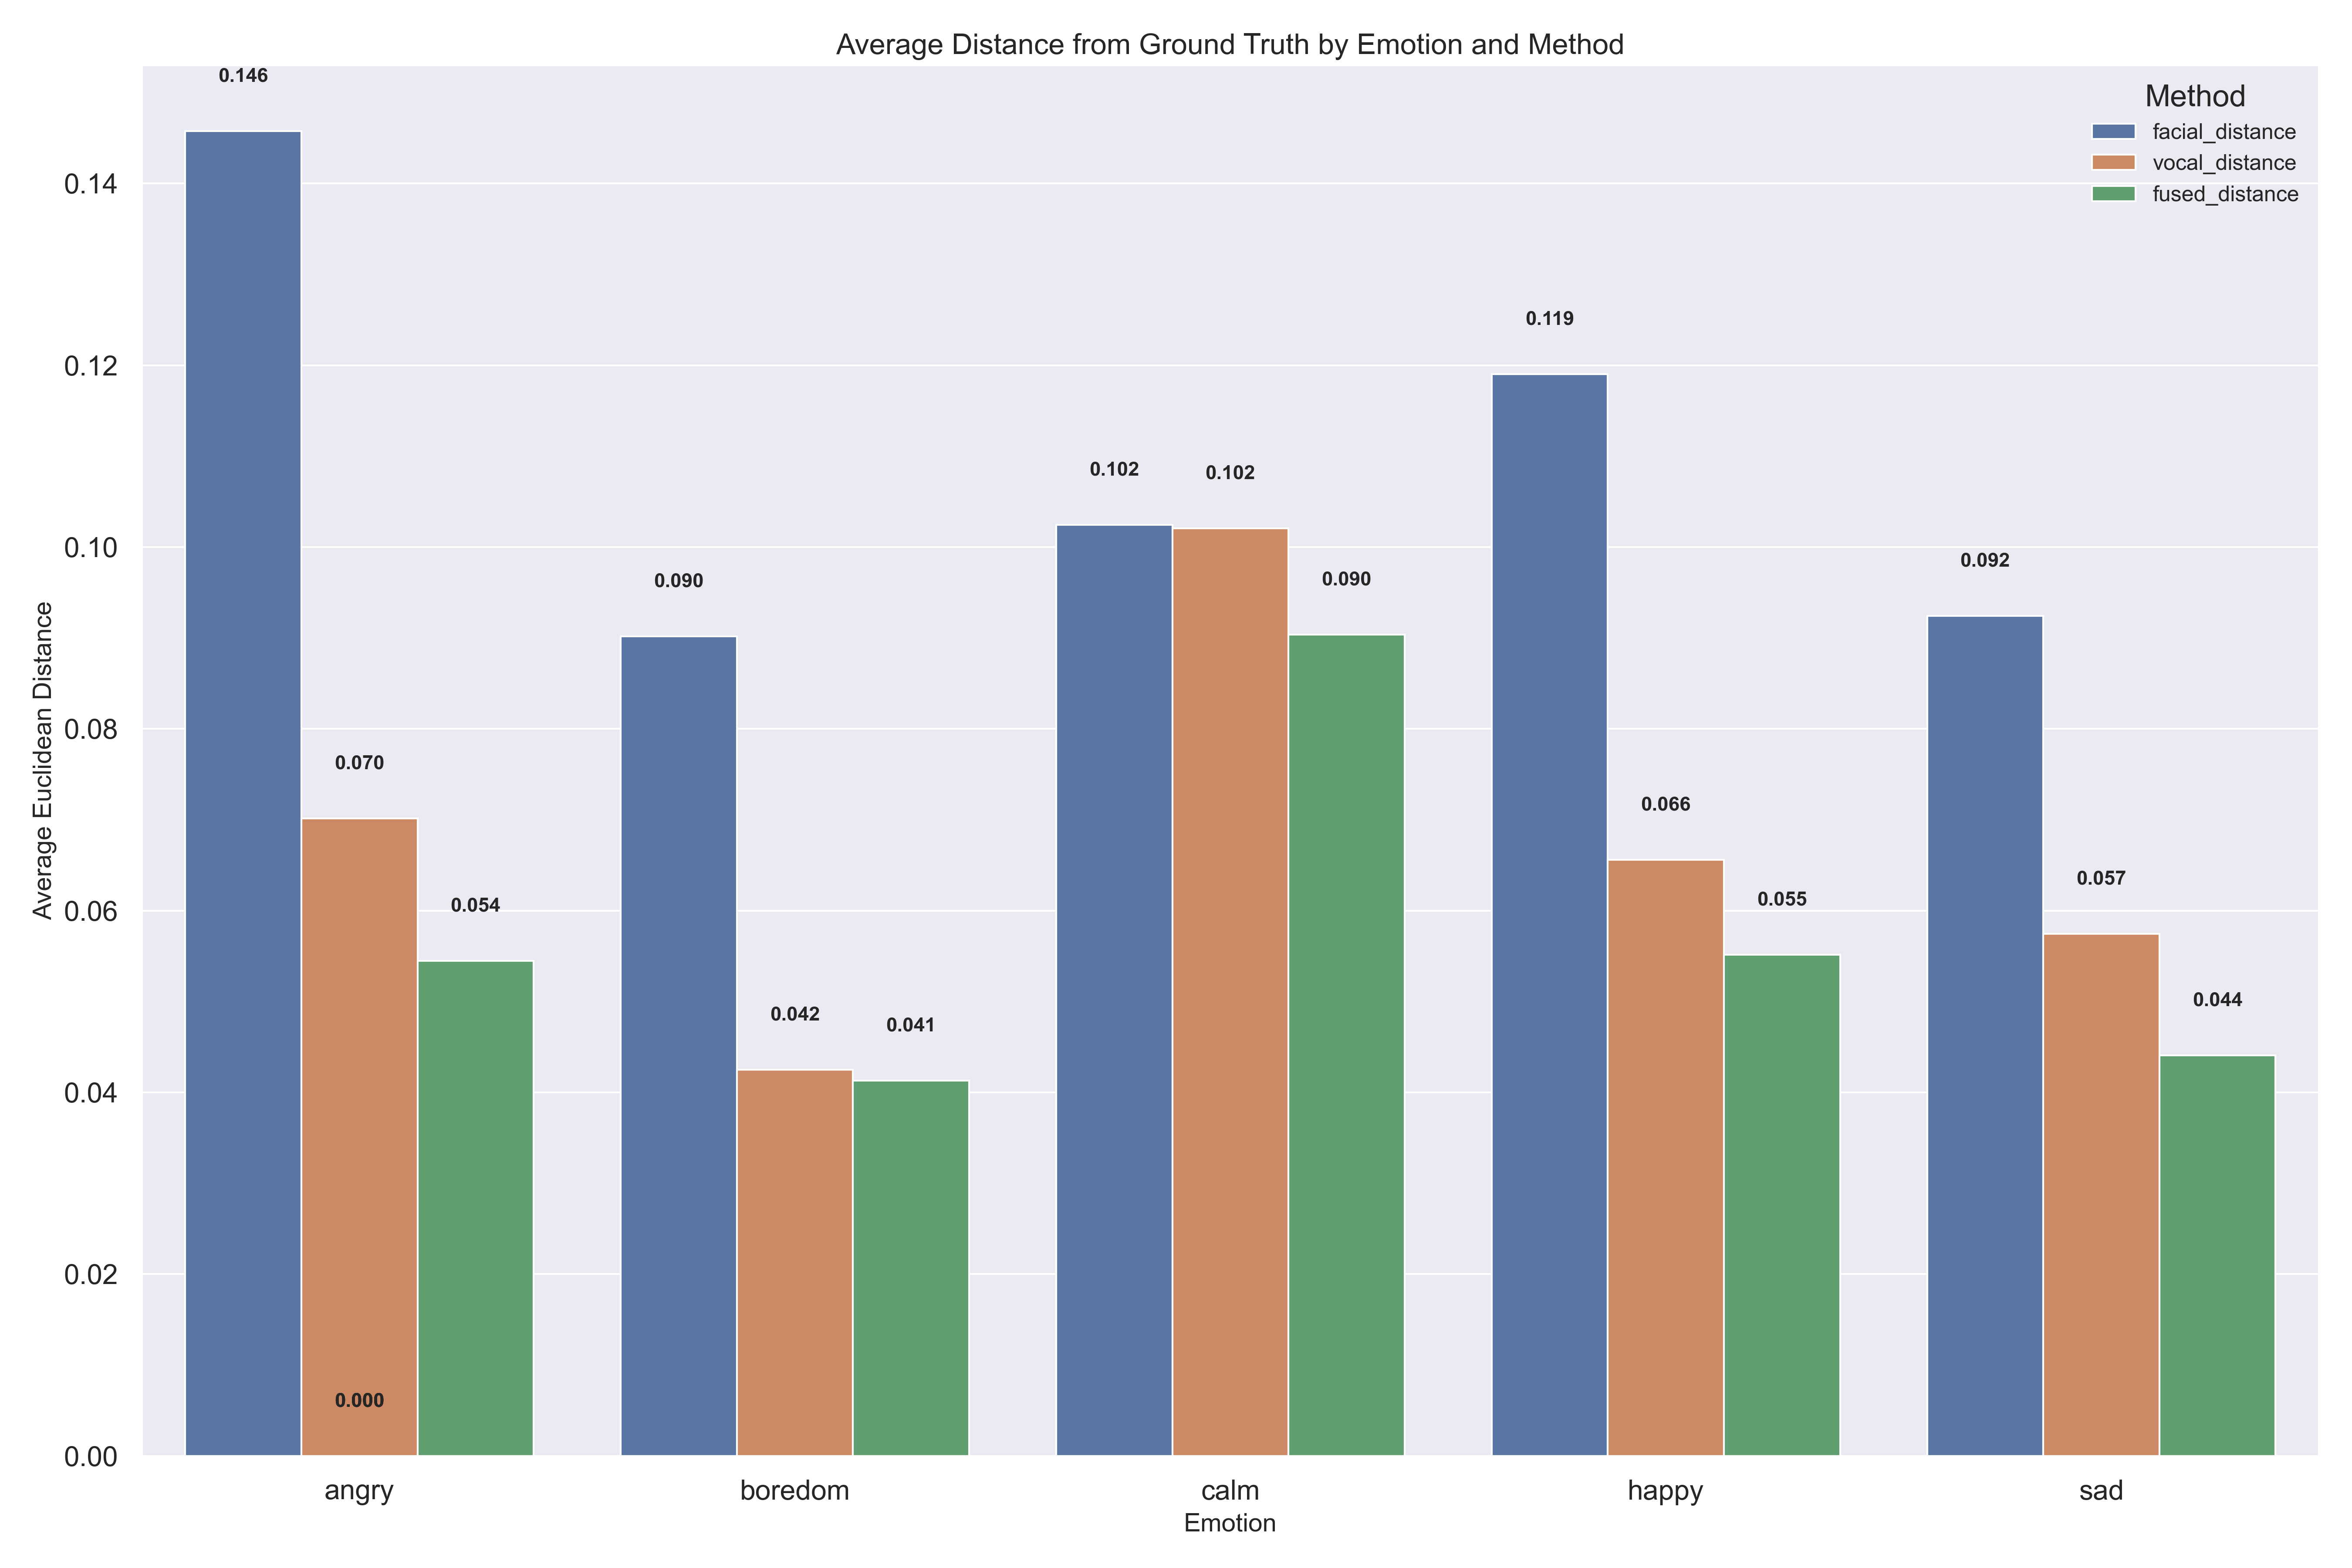 Average Distance from Ground Truth by Emotion and Method
Method
facial_distance
vocal_distance
fused_distance
Average Euclidean Distance
0.14
0.12
0.10
0.08
0.06
0.04
0.02
0.00
0.146
0.070
0.000
0.054
0.090
0.042
0.041
0.102
0.102
0.090
0.119
0.066
0.055
0.092
0.057
0.044
angry
boredom
calm
happy
sad
Emotion